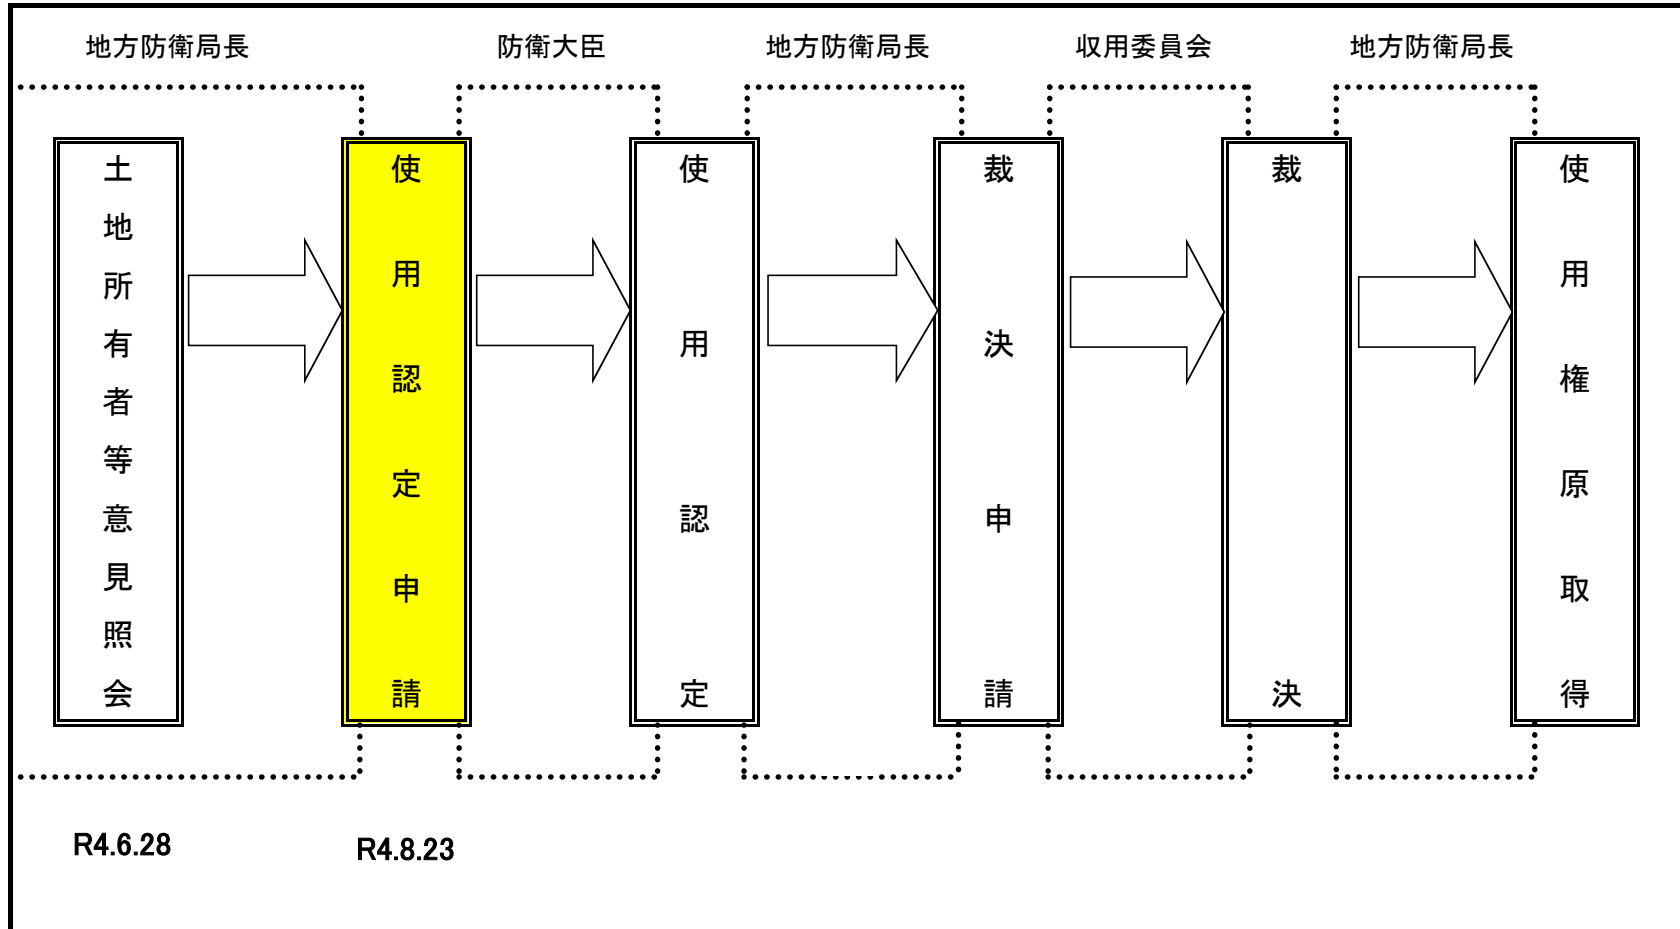 地方防衛局長
防衛大臣
地方防衛局長
収用委員会
地方防衛局長
土地所有者等意見照会
使用認定申請
使用認定
裁決申請
裁決
使用権原取得
R4.6.28
R4.8.23